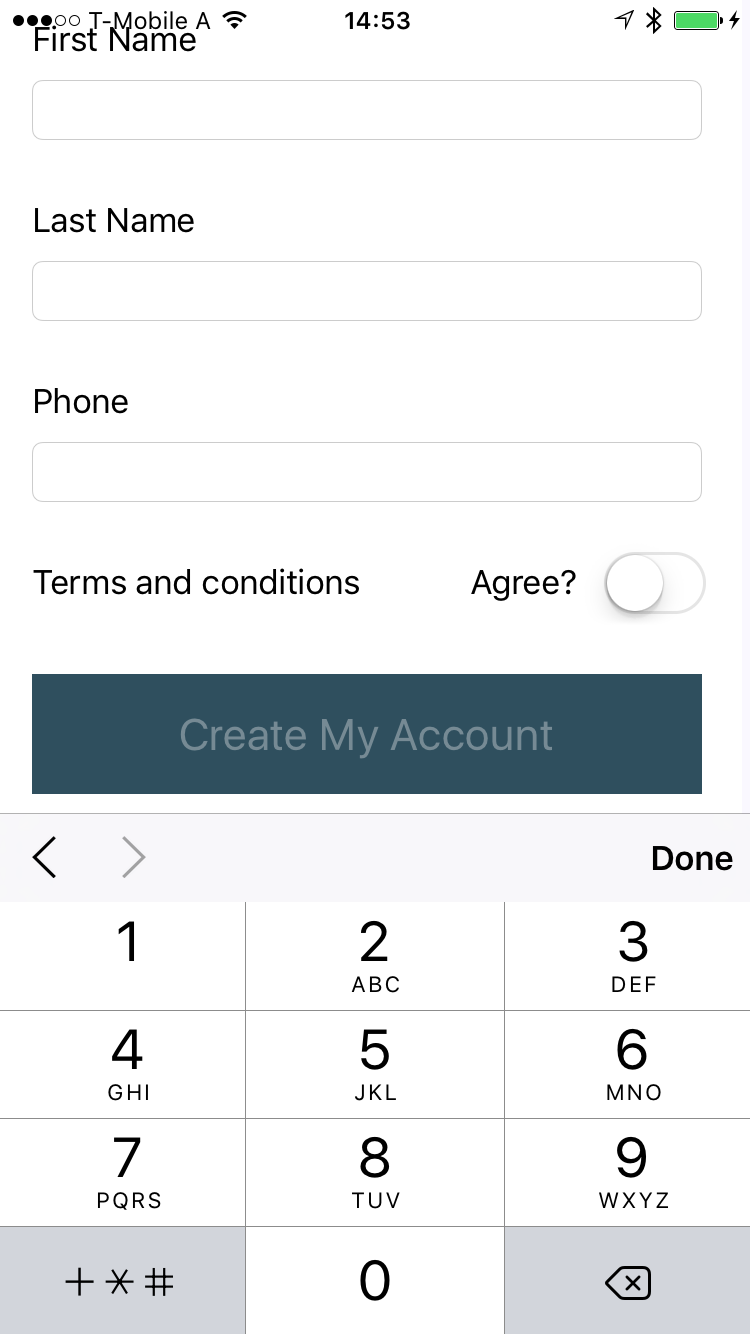 T-Mobile A 14:53
First Name
Last Name
Phone
Terms and conditions Agree?
Create My Account
Done
1 2 3
ABC DEF
4 5 6
GHI JKL MNO
7 8 9
PQRS TUV WXYZ
+ * # 0